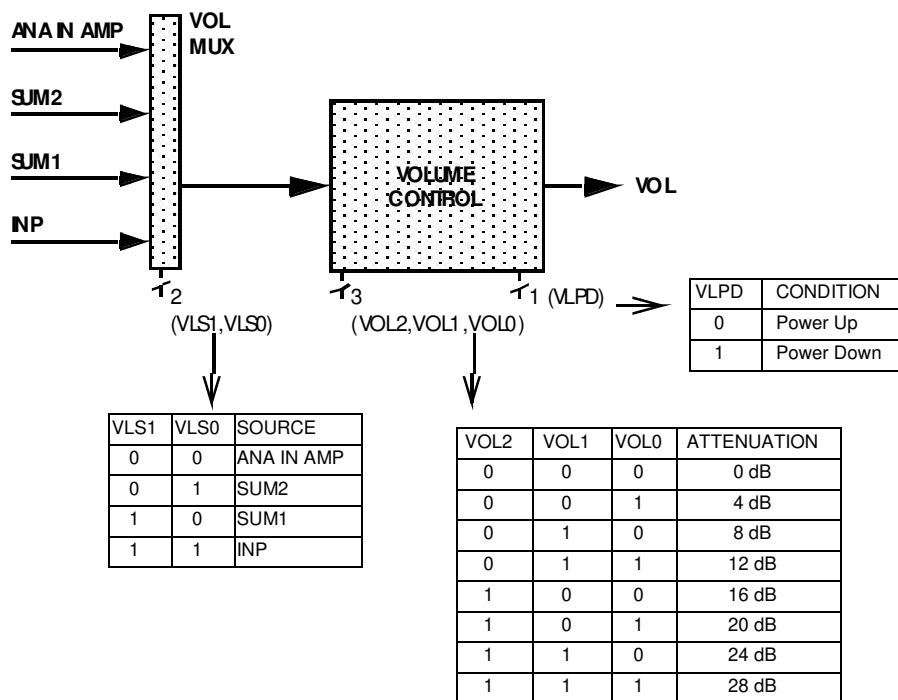 ANA IN AMP
SUM2
SUM1
INP
VOL
MUX
VOLUME
CONTROL
VOL
2
(VLS1,VLS0)
3
(VOL2,VOL1,VOL0)
1 (VLPD)
VLPD CONDITION
0 Power Up
1 Power Down
VLS1 VLS0 SOURCE
0 0 ANA IN AMP
0 1 SUM2
1 0 SUM1
1 1 INP
VOL2 VOL1 VOL0 ATTENUATION
0 0 0 0 dB
0 0 1 4 dB
0 1 0 8 dB
0 1 1 12 dB
1 0 0 16 dB
1 0 1 20 dB
1 1 0 24 dB
1 1 1 28 dB